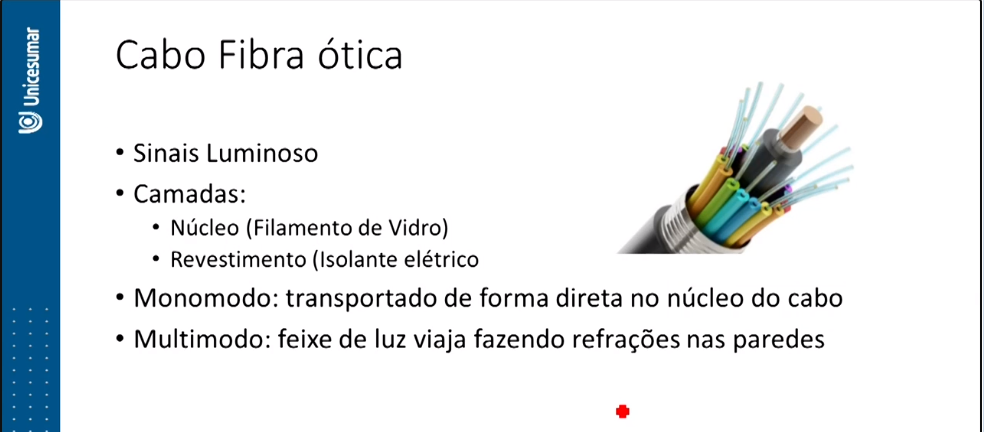 Unicesumar
Cabo Fibra ótica
• Sinais Luminoso
• Camadas:
• Núcleo (Filamento de Vidro)
• Revestimento (Isolante elétrico
• Monomodo: transportado de forma direta no núcleo do cabo
• Multimodo: feixe de luz viaja fazendo refrações nas paredes